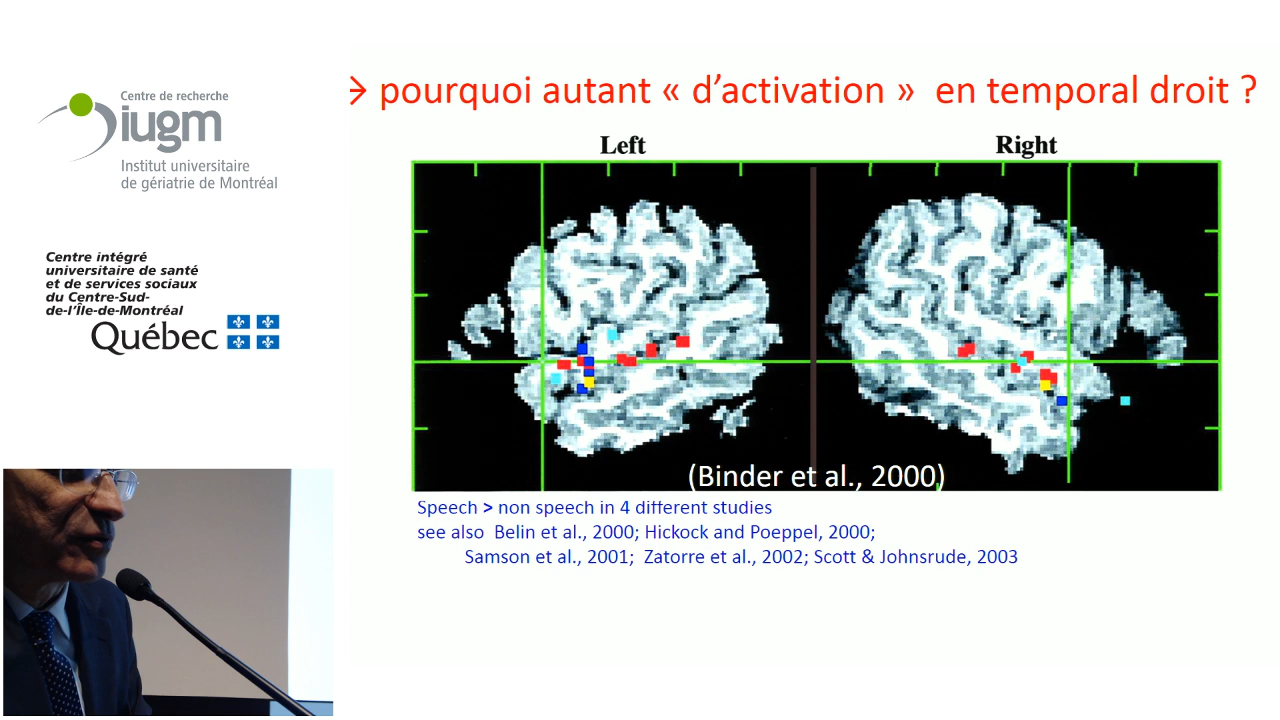 Centre de recherche
iugm
Institut universitaire
de gériatrie de Montréal
Centre intégré
universitaire de santé
et de services sociaux
du Centre-Sud-
de-l'Île-de-Montréal
Québec
→ pourquoi autant « d'activation »  en temporal droit ?
Left Right
(Binder et al., 2000)
Speech > non speech in 4 different studies
see also  Belin et al., 2000; Hickock and Poeppel, 2000;
Samson et al., 2001;  Zatorre et al., 2002; Scott & Johnsrude, 2003